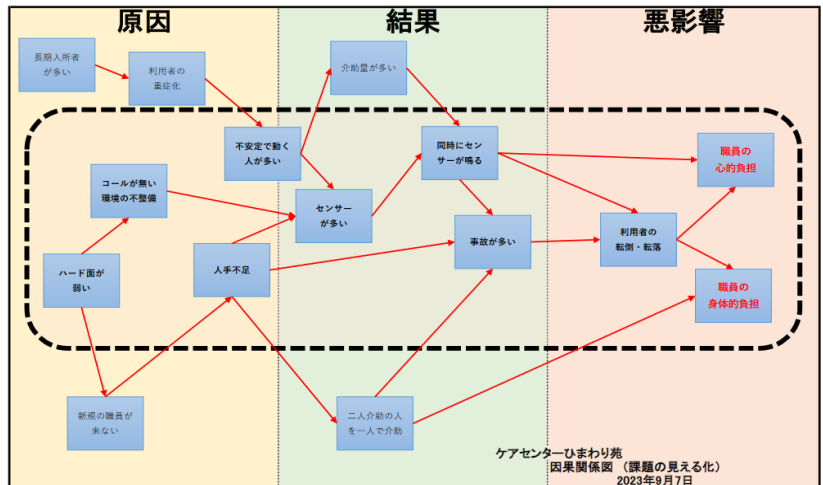 原因
結果
悪影響
長期入所者
が多い
利用者の
重症化
介助量が多い
不安定で動く
人が多い
同時にセン
サーが鳴る
職員の
心的負担
コールが無い
環境の不整備
センサー
が多い
事故が多い
利用者の
転倒・転落
ハード面が
弱い
人手不足
職員の
身体的負担
新規の職員が
来ない
二人介助の人
を一人で介助
ケアセンターひまわり苑
因果関係図 (課題の見える化)
2023年9月7日